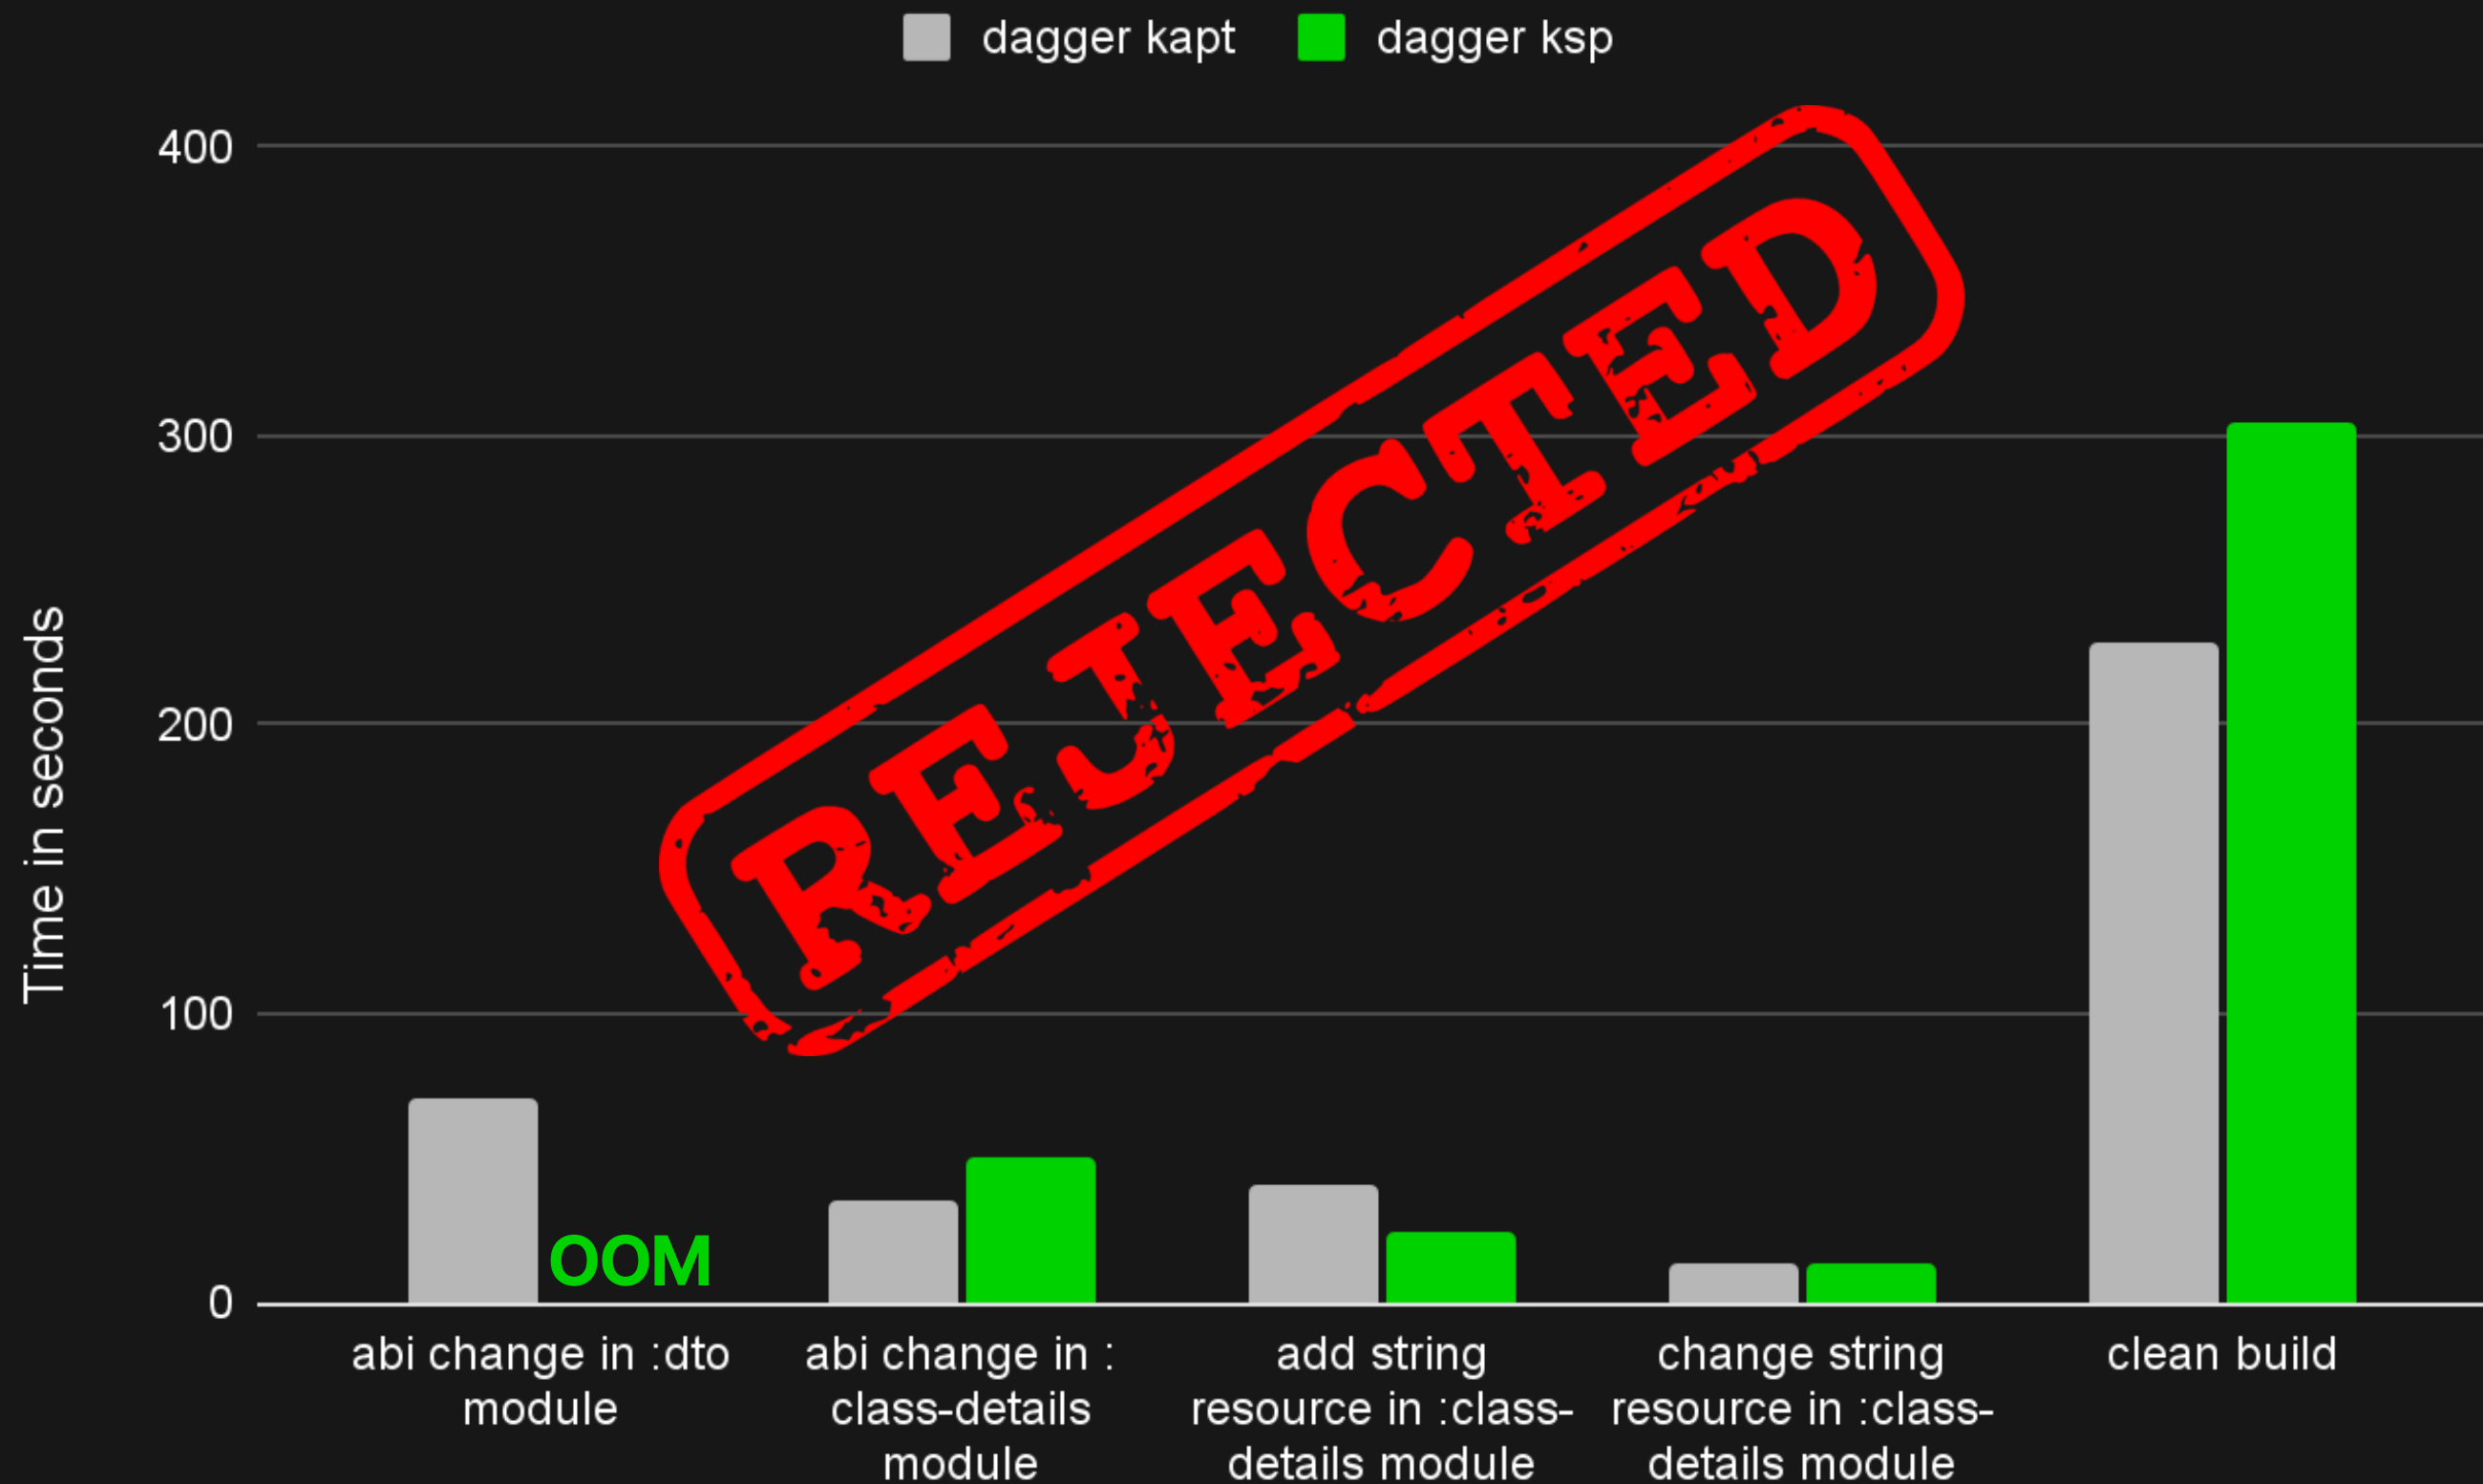 dagger kapt
dagger ksp
400
300
200
100
0
Time in seconds
REJECTED
OOM
abi change in :dto
module
abi change in :
class-details
module
add string
resource in :class-
details module
change string
resource in :class-
details module
clean build